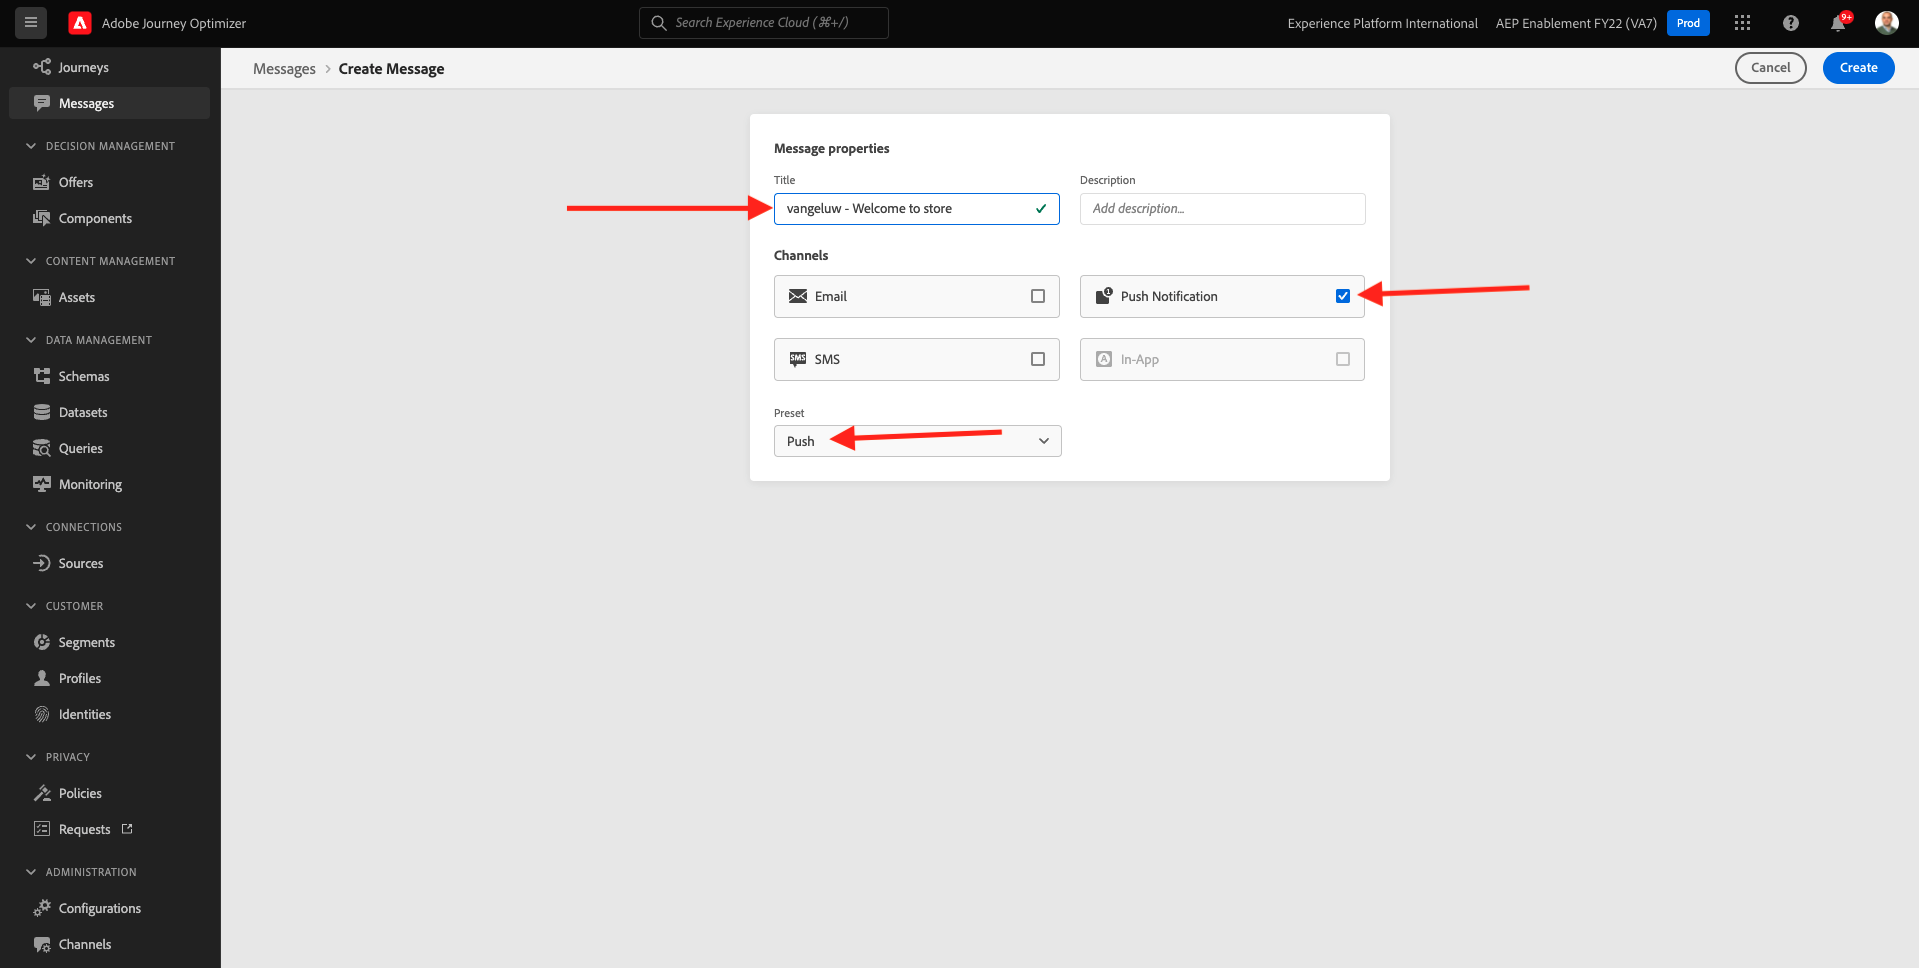 Adobe Journey Optimizer
Search Experience Cloud (⌘+/)
Experience Platform International
AEP Enablement FY22 (VA7)
Prod
9+
Journeys
Messages
DECISION MANAGEMENT
Offers
Components
CONTENT MANAGEMENT
Assets
DATA MANAGEMENT
Schemas
Datasets
Queries
Monitoring
CONNECTIONS
Sources
CUSTOMER
Segments
Profiles
Identities
PRIVACY
Policies
Requests
ADMINISTRATION
Configurations
Channels
Messages > Create Message
Cancel
Create
Message properties
Title
Description
vangeluw - Welcome to store
Add description...
Channels
Email
1
Push Notification
SMS
SMS
In-App
Preset
Push